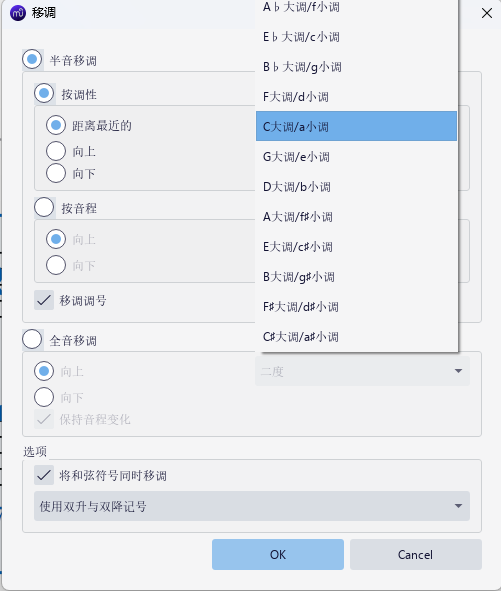 移调
A♭大调/f小调
E♭大调/c小调
半音移调
B♭大调/g小调
按调性
F大调/d小调
距离最近的
C大调/a小调
向上
G大调/e小调
向下
D大调/b小调
按音程
A大调/f♯小调
向上
E大调/c♯小调
向下
B大调/g♯小调
移调调号
F♯大调/d♯小调
全音移调
C♯大调/a♯小调
向上
二度
向下
保持音程变化
选项
将和弦符号同时移调
使用双升与双降记号
OK
Cancel